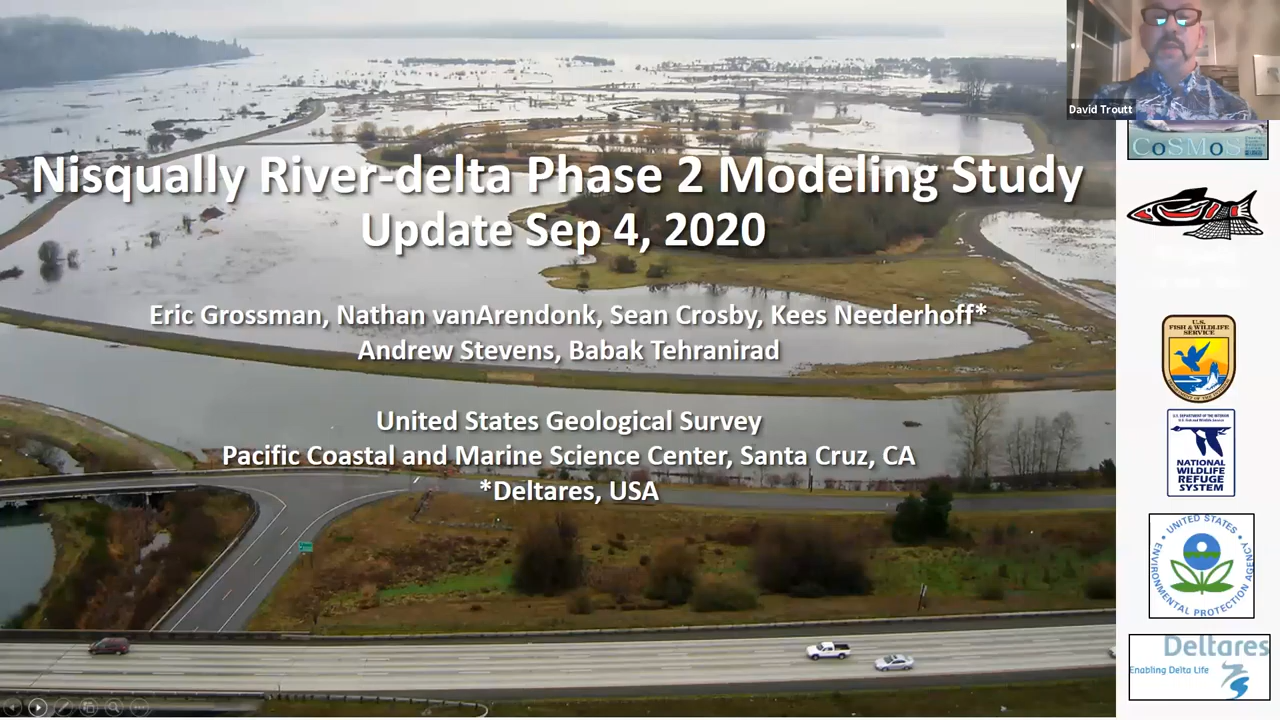 David Troutt
CoSMoS
Nisqually River-delta Phase 2 Modeling Study
Update Sep 4, 2020
Eric Grossman, Nathan vanArendonk, Sean Crosby, Kees Neederhoff*
Andrew Stevens, Babak Tehranirad
United States Geological Survey
Pacific Coastal and Marine Science Center, Santa Cruz, CA
*Deltares, USA
U.S.
FISH & WILDLIFE
SERVICE
NATIONAL
WILDLIFE
REFUGE
SYSTEM
UNITED STATES
ENVIRONMENTAL PROTECTION AGENCY
Deltares
Enabling Delta Life